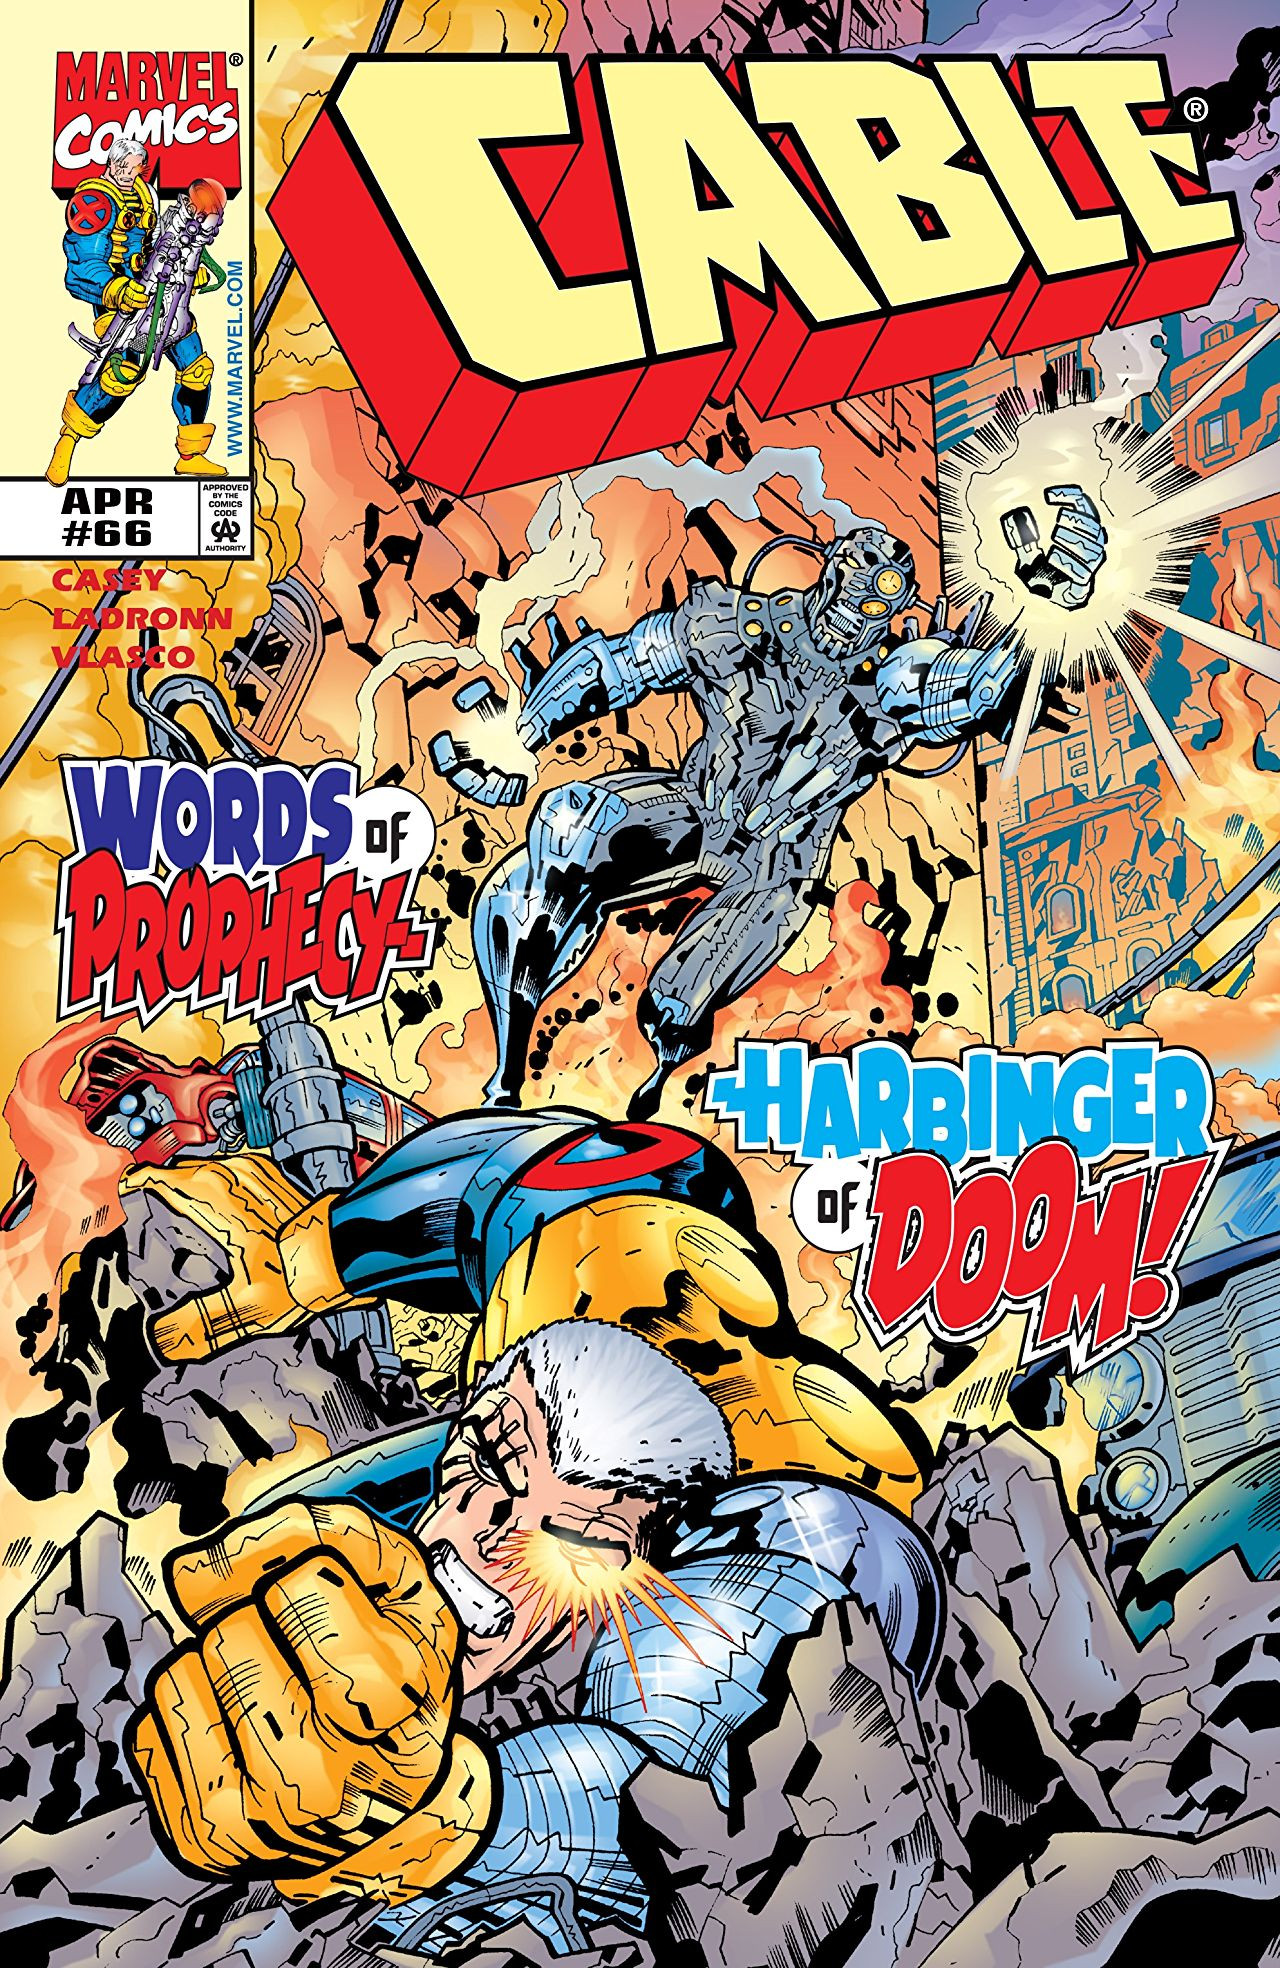 MARVEL®
COMICS
WWW.MARVEL.COM
APR
#66
APPROVED
BY THE
COMICS
CODE
CA
AUTHORITY
CASEY
LADRONN
VLASCO
CABLE®
WORDS OF
PROPHECY-
-HARBINGER
OF DOOM!